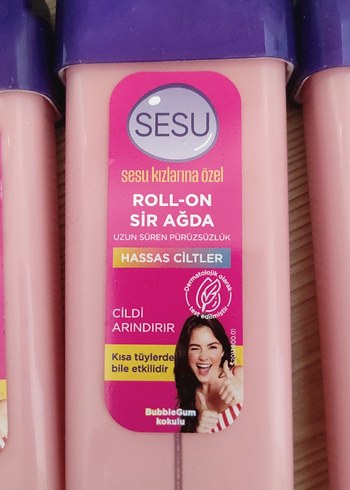 SESU
sesu kızlarına özel
ROLL-ON
SİR AĞDA
UZUN SÜREN PÜRÜZSÜZLÜK
HASSAS CİLTLER
Dermatolojik olarak
test edilmiştir
CİLDİ
ARINDIRIR
Kısa tüylerde
bile etkilidir
BubbleGum
kokulu